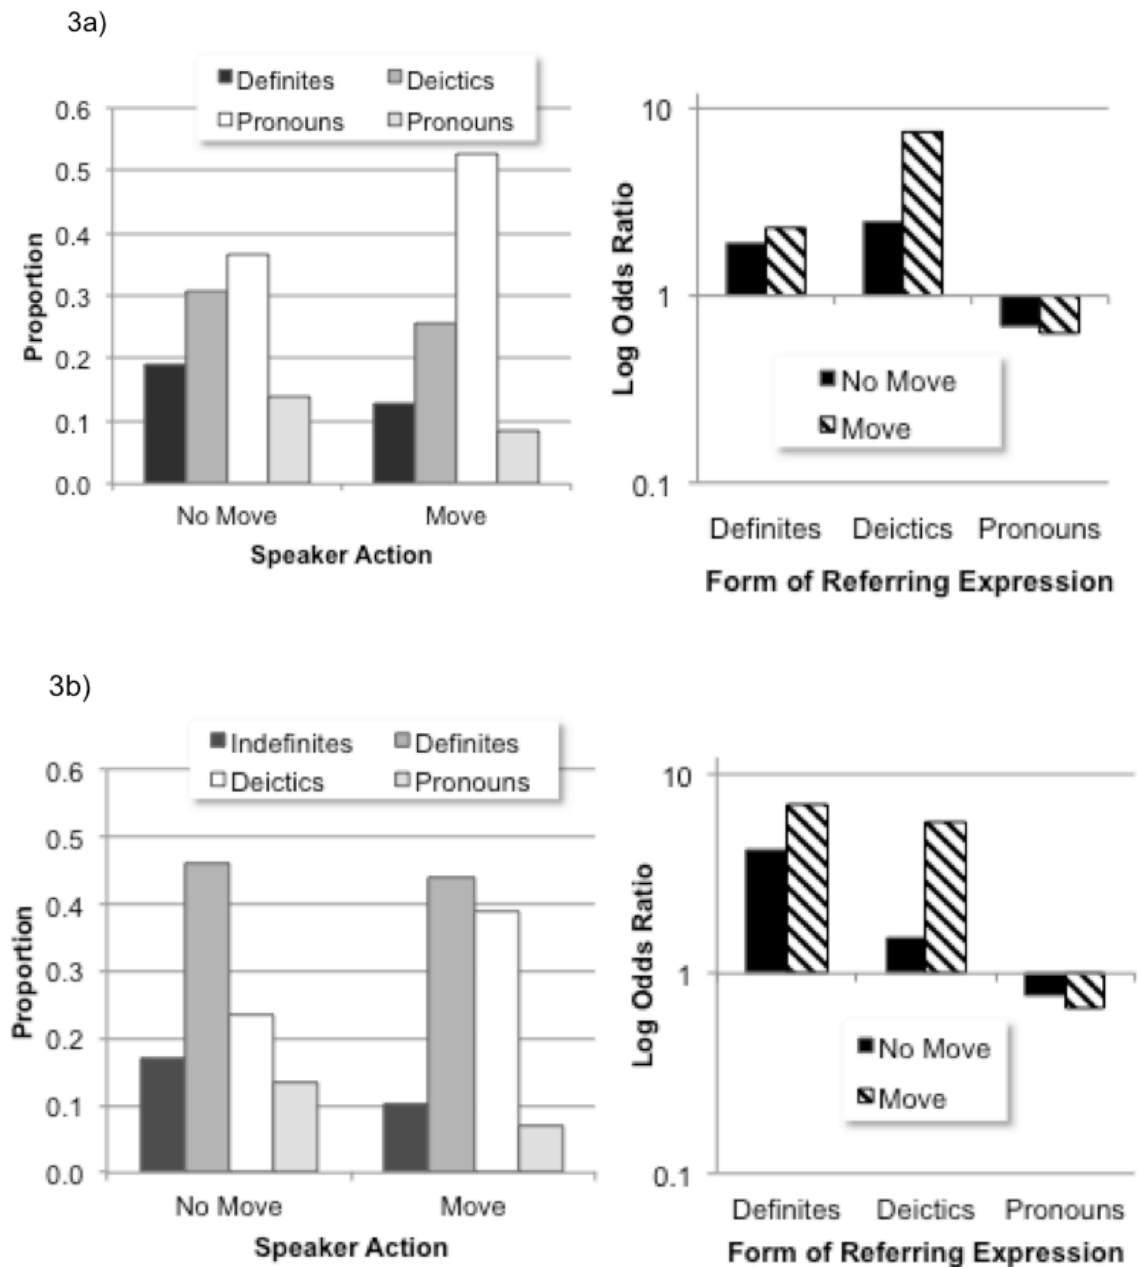 3a)
Definites Deictics
Pronouns Pronouns
0.6
0.5
0.4
0.3
0.2
0.1
0.0
Proportion
No Move Move
Speaker Action
10
1
0.1
Log Odds Ratio
No Move
Move
Definites Deictics Pronouns
Form of Referring Expression
3b)
Indefinites Definites
Deictics Pronouns
0.6
0.5
0.4
0.3
0.2
0.1
0.0
Proportion
No Move Move
Speaker Action
10
1
0.1
Log Odds Ratio
No Move
Move
Definites Deictics Pronouns
Form of Referring Expression